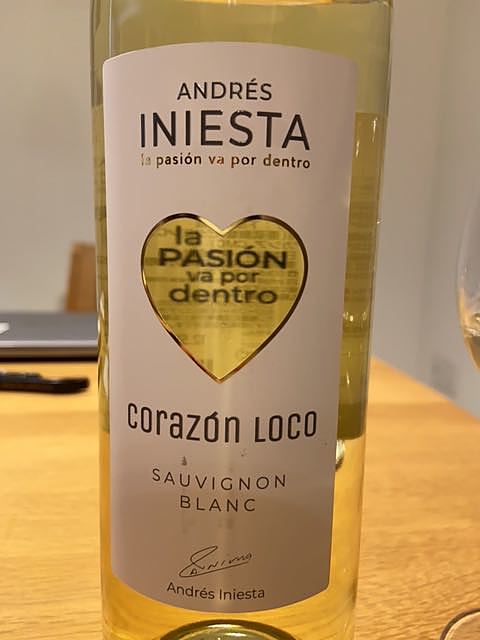 ANDRÉS
INIESTA
la pasión va por dentro
la
PASIÓN
va por
dentro
corazón loco
SAUVIGNON
BLANC
Andrés Iniesta